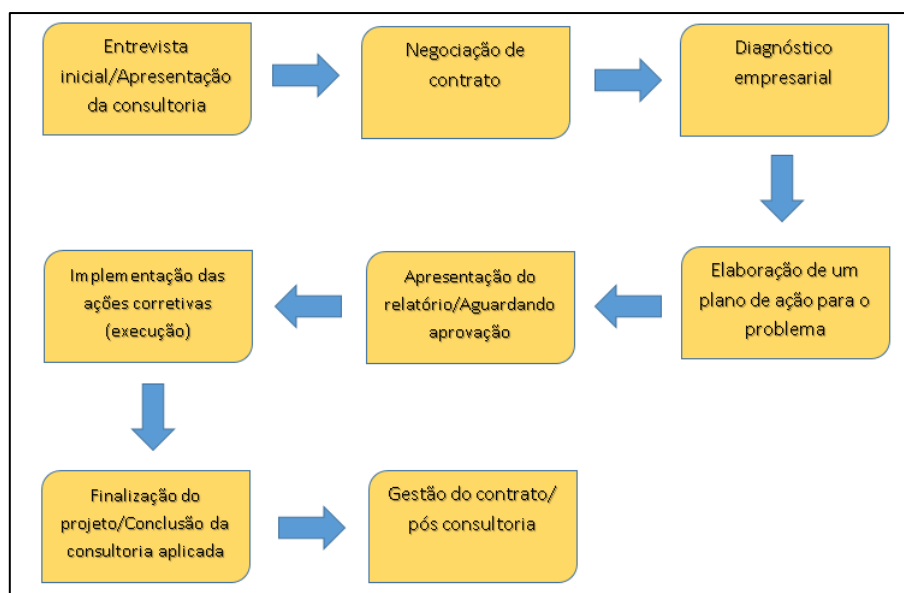 Entrevista
inicial/Apresentação
da consultoria
Negociação de
contrato
Diagnóstico
empresarial
Elaboração de um
plano de ação para o
problema
Apresentação do
relatório/Aguardando
aprovação
Implementação das
ações corretivas
(execução)
Finalização do
projeto/Conclusão da
consultoria aplicada
Gestão do contrato/
pós consultoria